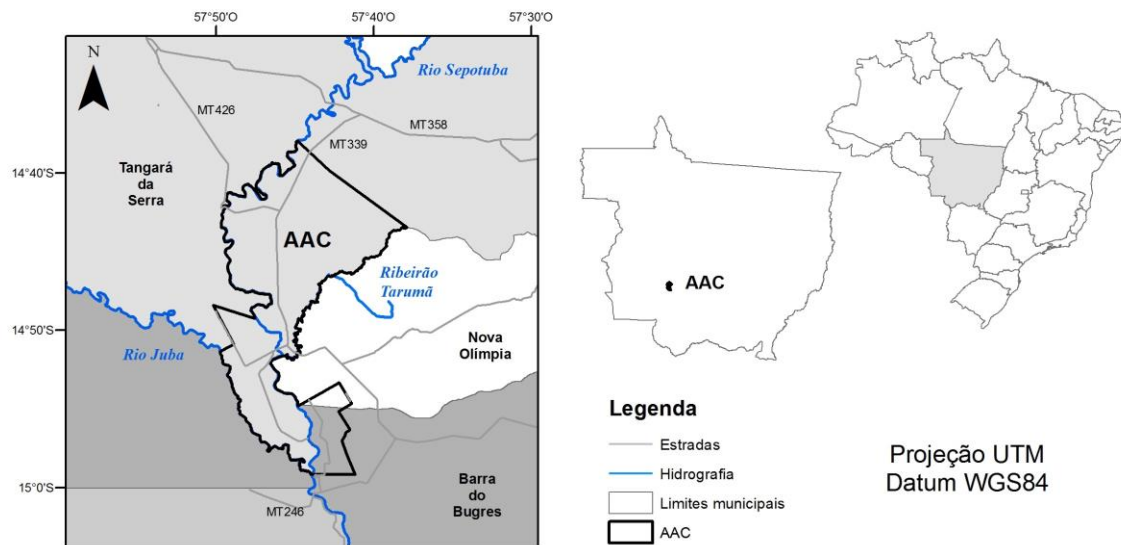 57°50'O
57°40'O
57°30'O
N
Rio Sepotuba
MT426
MT358
MT339
Tangará
da
Serra
14°40'S
AAC
Ribeirão
Tarumã
14°50'S
Rio Juba
Nova
Olímpia
15°0'S
Barra
do
Bugres
MT246
AAC
Legenda
Estradas
Hidrografia
Limites municipais
AAC
Projeção UTM
Datum WGS84